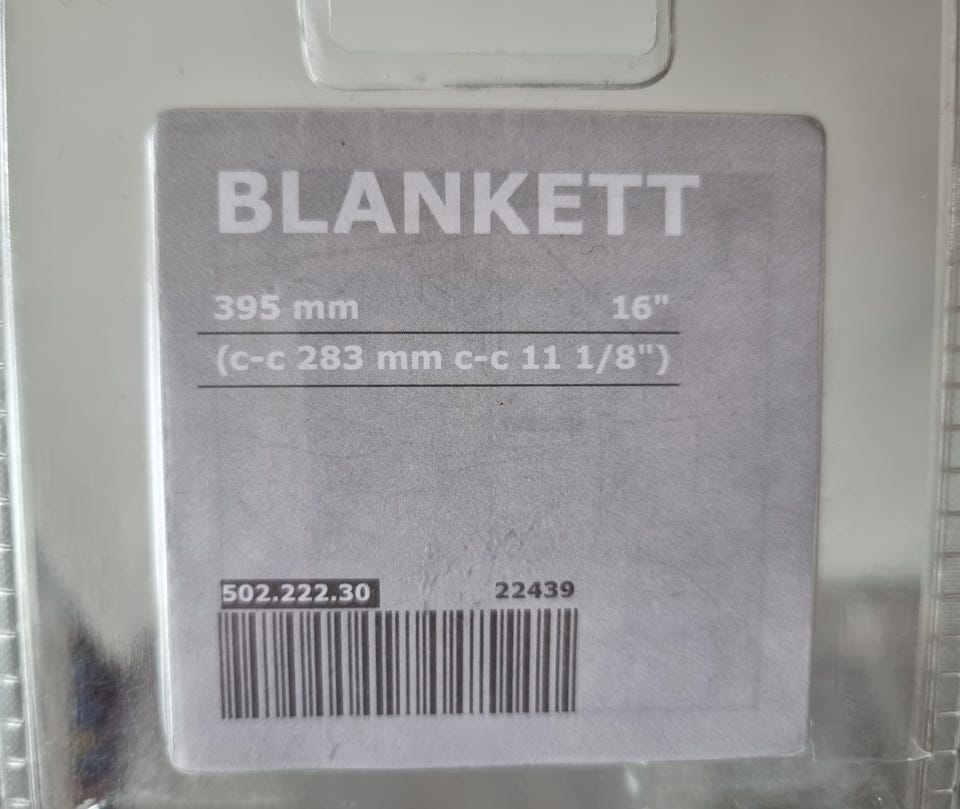 BLANKETT
395 mm 16"
(c-c 283 mm c-c 11 1/8")
502.222.30 22439